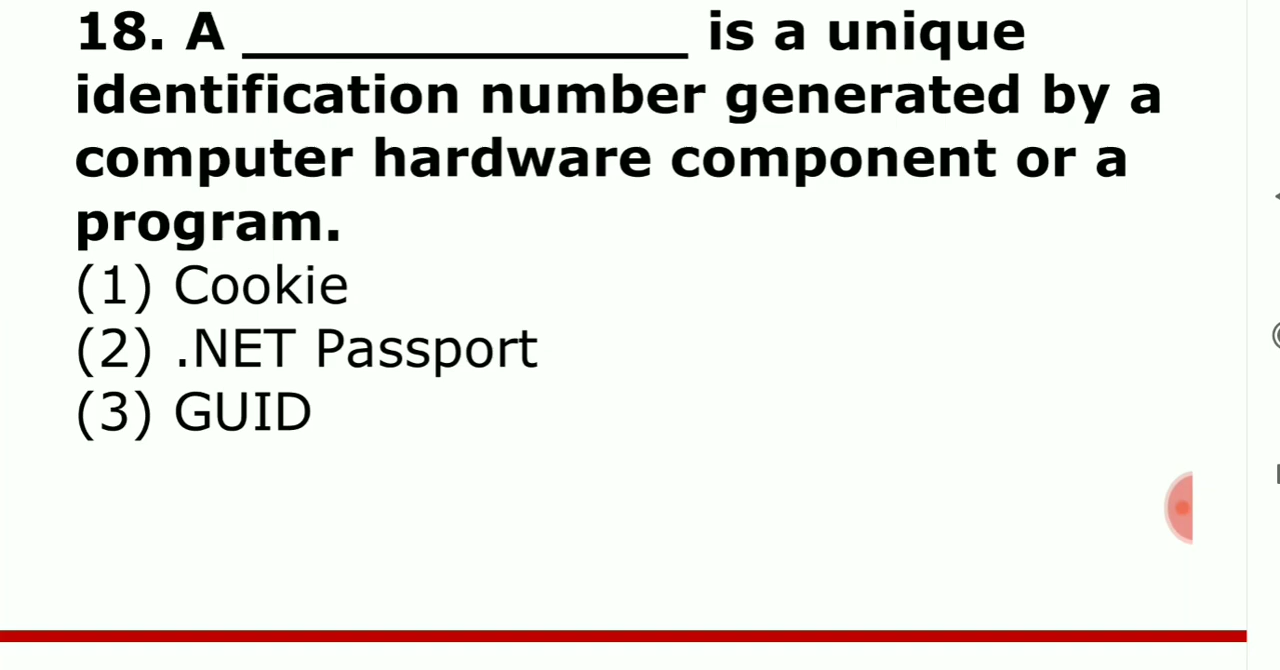 18. A ________________ is a unique
identification number generated by a
computer hardware component or a
program.
(1) Cookie
(2) .NET Passport
(3) GUID